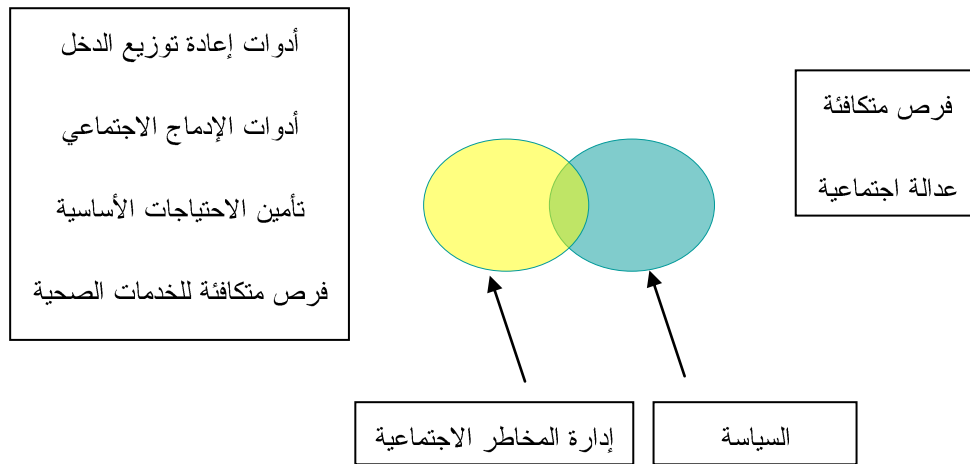 أدوات إعادة توزيع الدخل
أدوات الإدماج الاجتماعي
تأمين الاحتياجات الأساسية
فرص متكافئة للخدمات الصحية
فرص متكافئة
عدالة اجتماعية
إدارة المخاطر الاجتماعية
السياسة